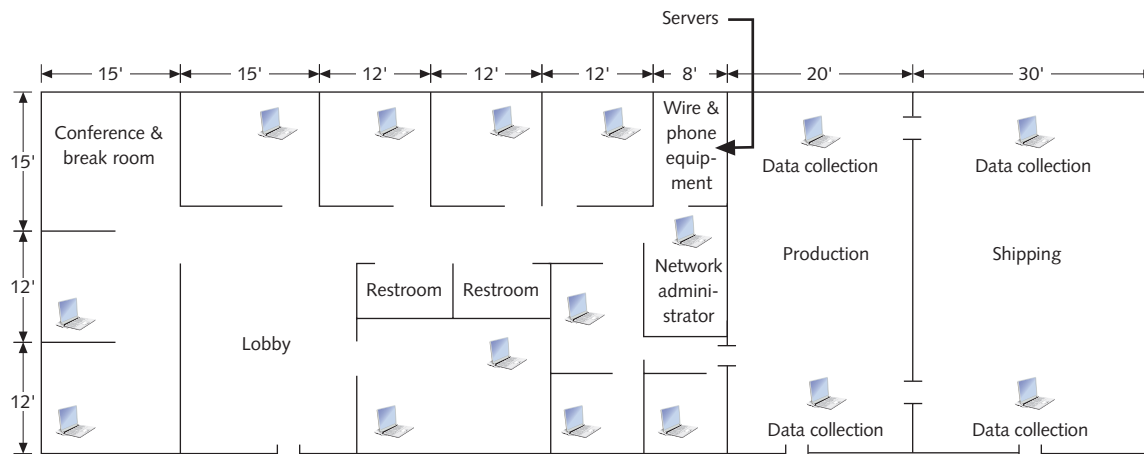 Servers
15'
15'
12'
12'
12'
8'
20'
30'
15'
12'
12'
Conference &
break room
Wire &
phone
equip-
ment
Data collection
Data collection
Network
admini-
strator
Production
Shipping
Restroom
Restroom
Lobby
Data collection
Data collection